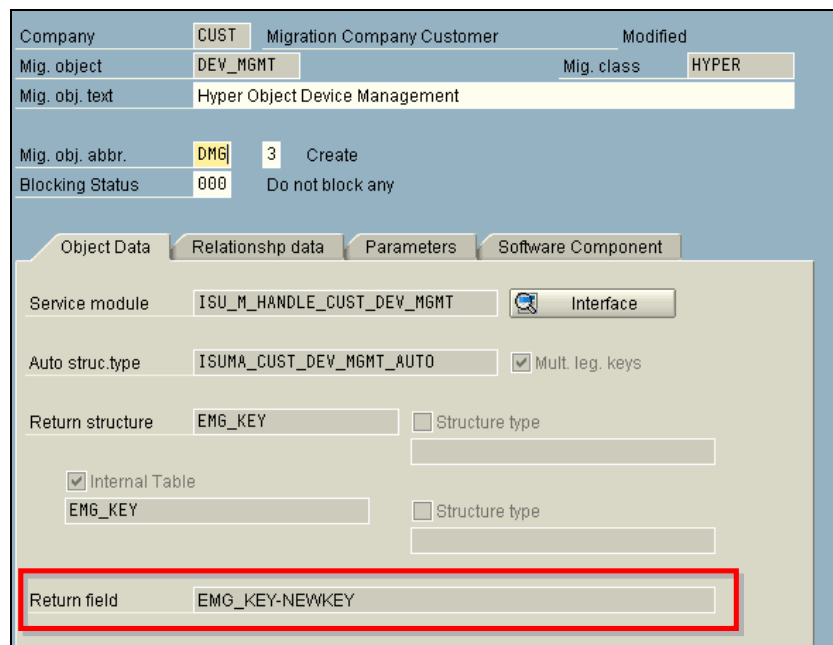 Company CUST Migration Company Customer Modified
Mig. object DEV_MGMT Mig. class HYPER
Mig. obj. text Hyper Object Device Management
Mig. obj. abbr. DMG 3 Create
Blocking Status 000 Do not block any
Object Data Relationshp data Parameters Software Component
Service module ISU_M_HANDLE_CUST_DEV_MGMT Interface
Auto struc.type ISUMA_CUST_DEV_MGMT_AUTO Mult. leg. keys
Return structure EMG_KEY Structure type
Internal Table
EMG_KEY Structure type
Return field EMG_KEY-NEWKEY